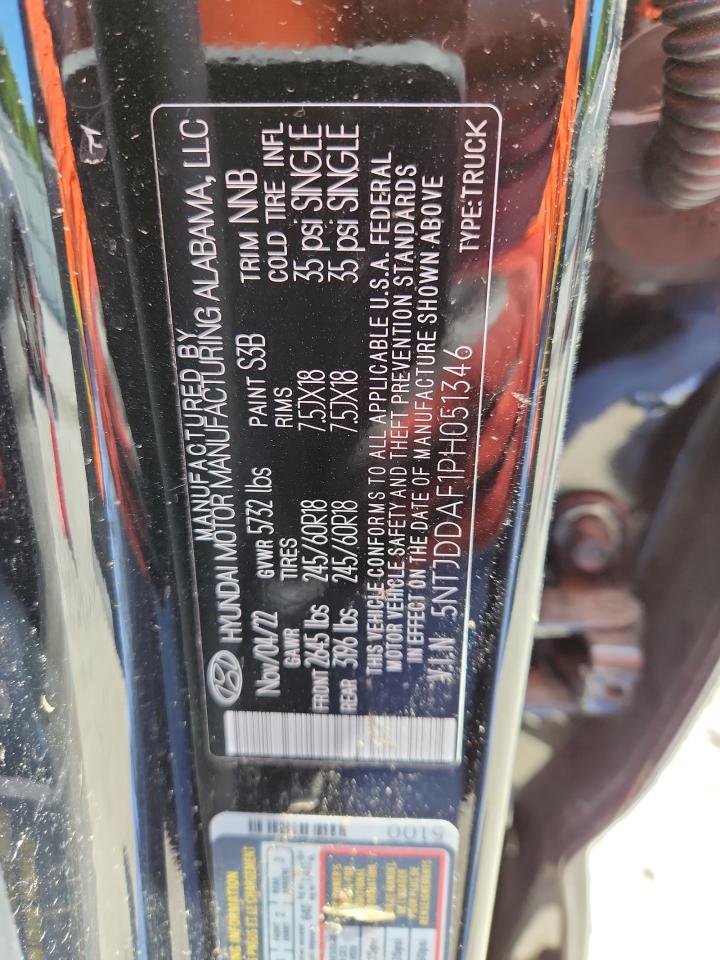 MANUFACTURED BY
HYUNDAI MOTOR MANUFACTURING ALABAMA, LLC
Nov/04/22 GVWR 5732 lbs PAINT S3B TRIM NNB
GAWR TIRES RIMS COLD TIRE INFL
FRONT 2645 lbs 245/60R18 7.5JX18 35 psi SINGLE
REAR 3196 lbs 245/60R18 7.5JX18 35 psi SINGLE
THIS VEHICLE CONFORMS TO ALL APPLICABLE U.S.A. FEDERAL
MOTOR VEHICLE SAFETY AND THEFT PREVENTION STANDARDS
IN EFFECT ON THE DATE OF MANUFACTURE SHOWN ABOVE
V.I.N 5NTJDDAF1PH051346 TYPE:TRUCK
5100